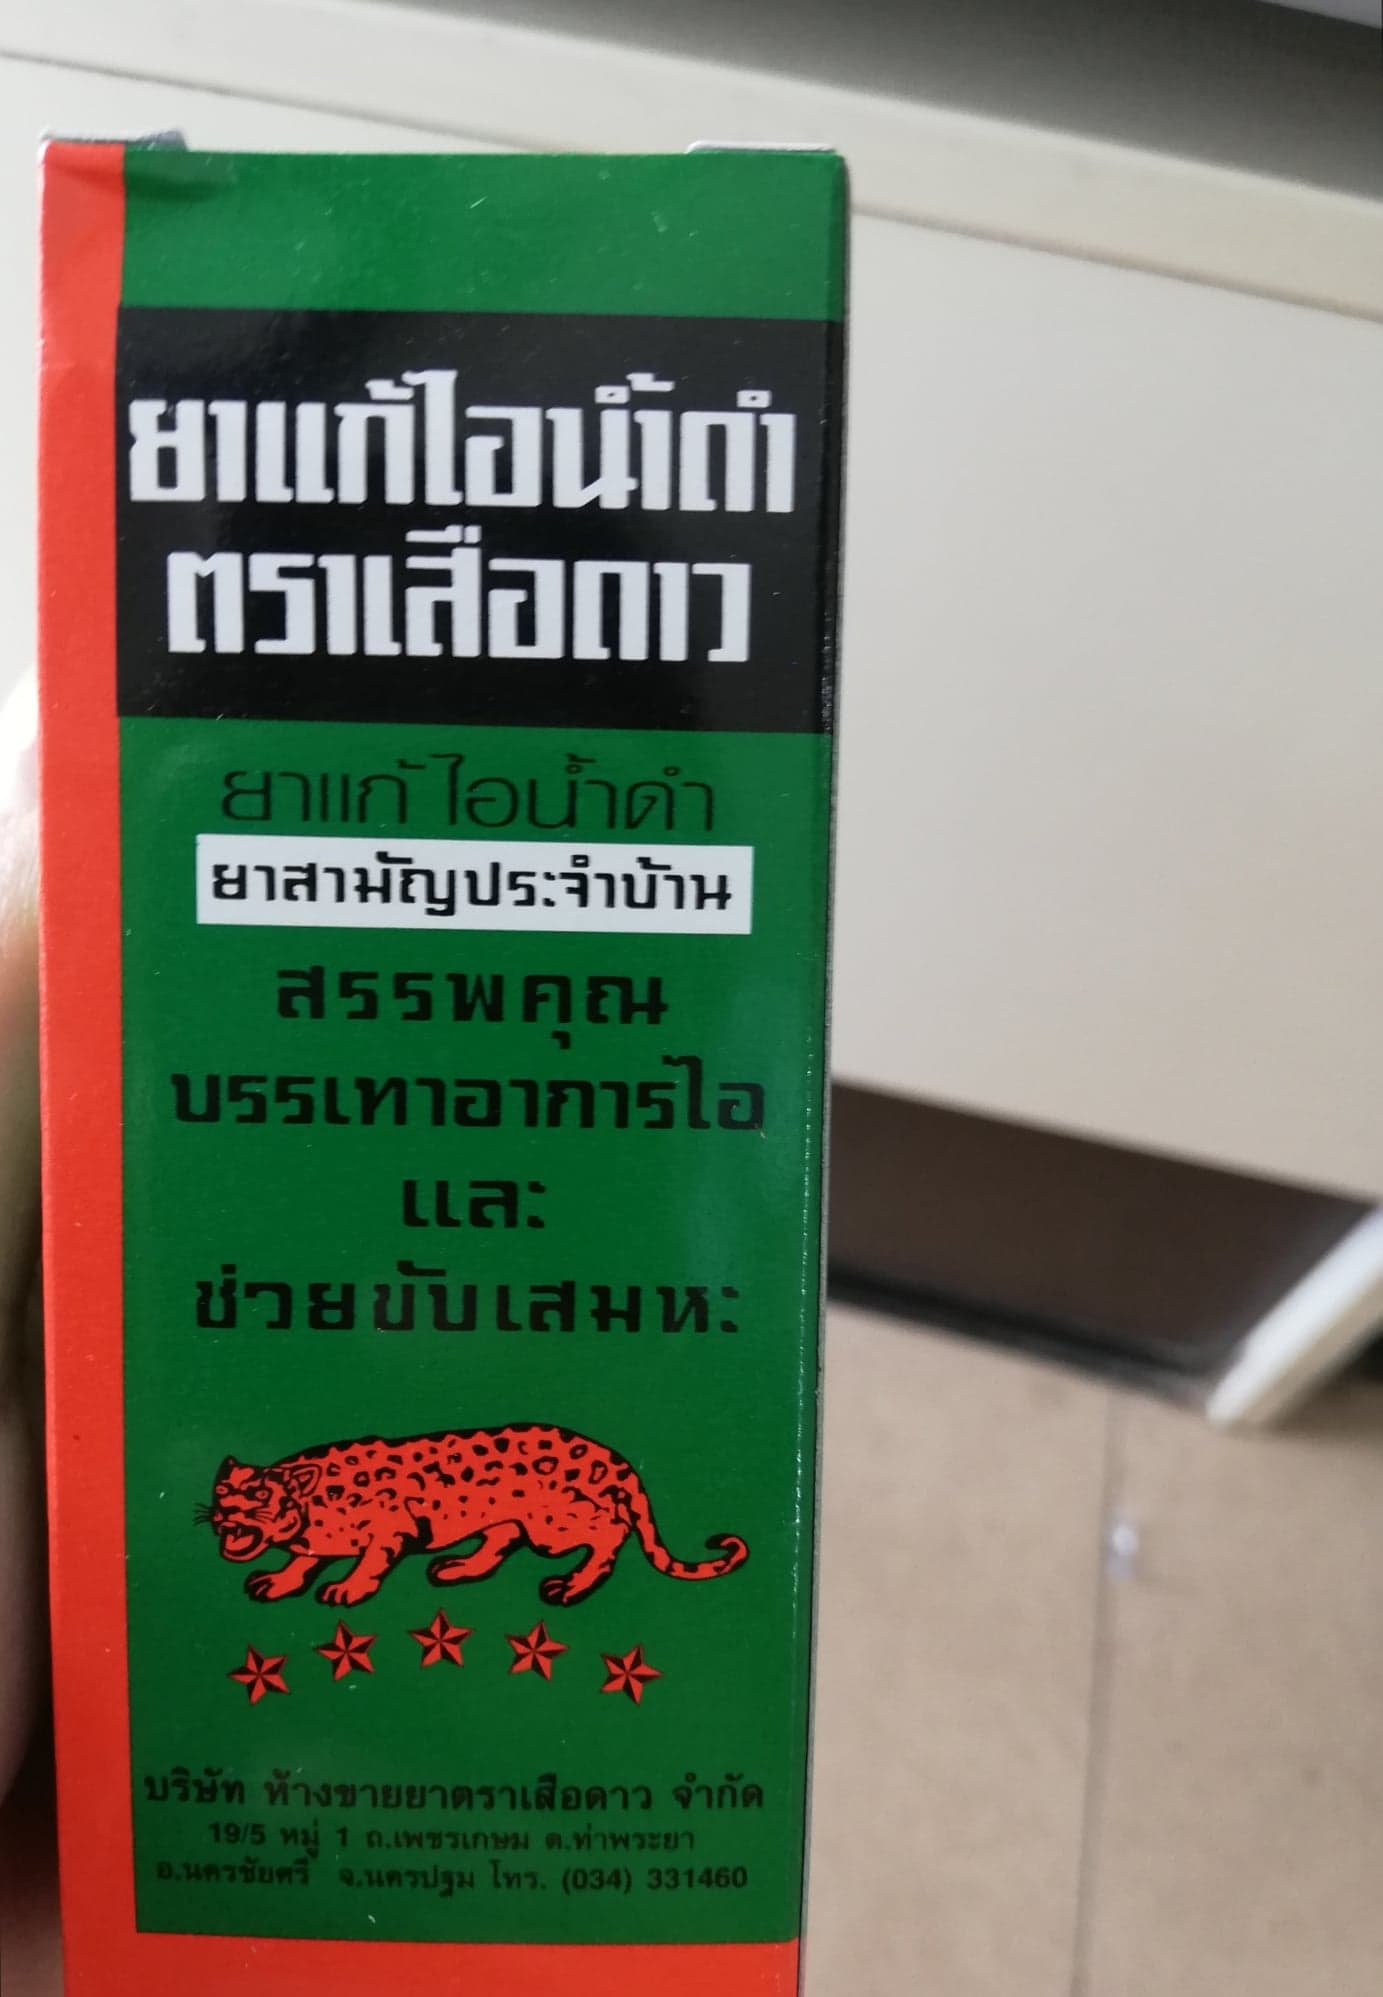 ยาแก้ไอน้ำดำ
ตราเสือดาว
ยาแก้ไอน้ำดำ
ยาสามัญประจำบ้าน
สรรพคุณ
บรรเทาอาการไอ
และ
ช่วยขับเสมหะ
บริษัท ห้างขายยาตราเสือดาว จำกัด
19/5 หมู่ 1 ถ.เพชรเกษม ต.ท่าพระยา
อ.นครชัยศรี จ.นครปฐม โทร. (034) 331460